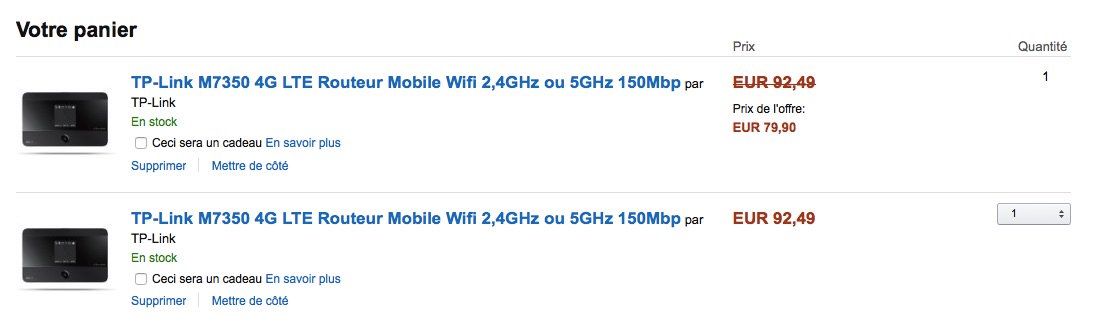 Votre panier
Prix Quantité
TP-Link M7350 4G LTE Routeur Mobile Wifi 2,4GHz ou 5GHz 150Mbp par
TP-Link
En stock
Ceci sera un cadeau En savoir plus
Supprimer Mettre de côté
EUR 92,49
Prix de l'offre:
EUR 79,90
1
TP-Link M7350 4G LTE Routeur Mobile Wifi 2,4GHz ou 5GHz 150Mbp par
TP-Link
En stock
Ceci sera un cadeau En savoir plus
Supprimer Mettre de côté
EUR 92,49
1